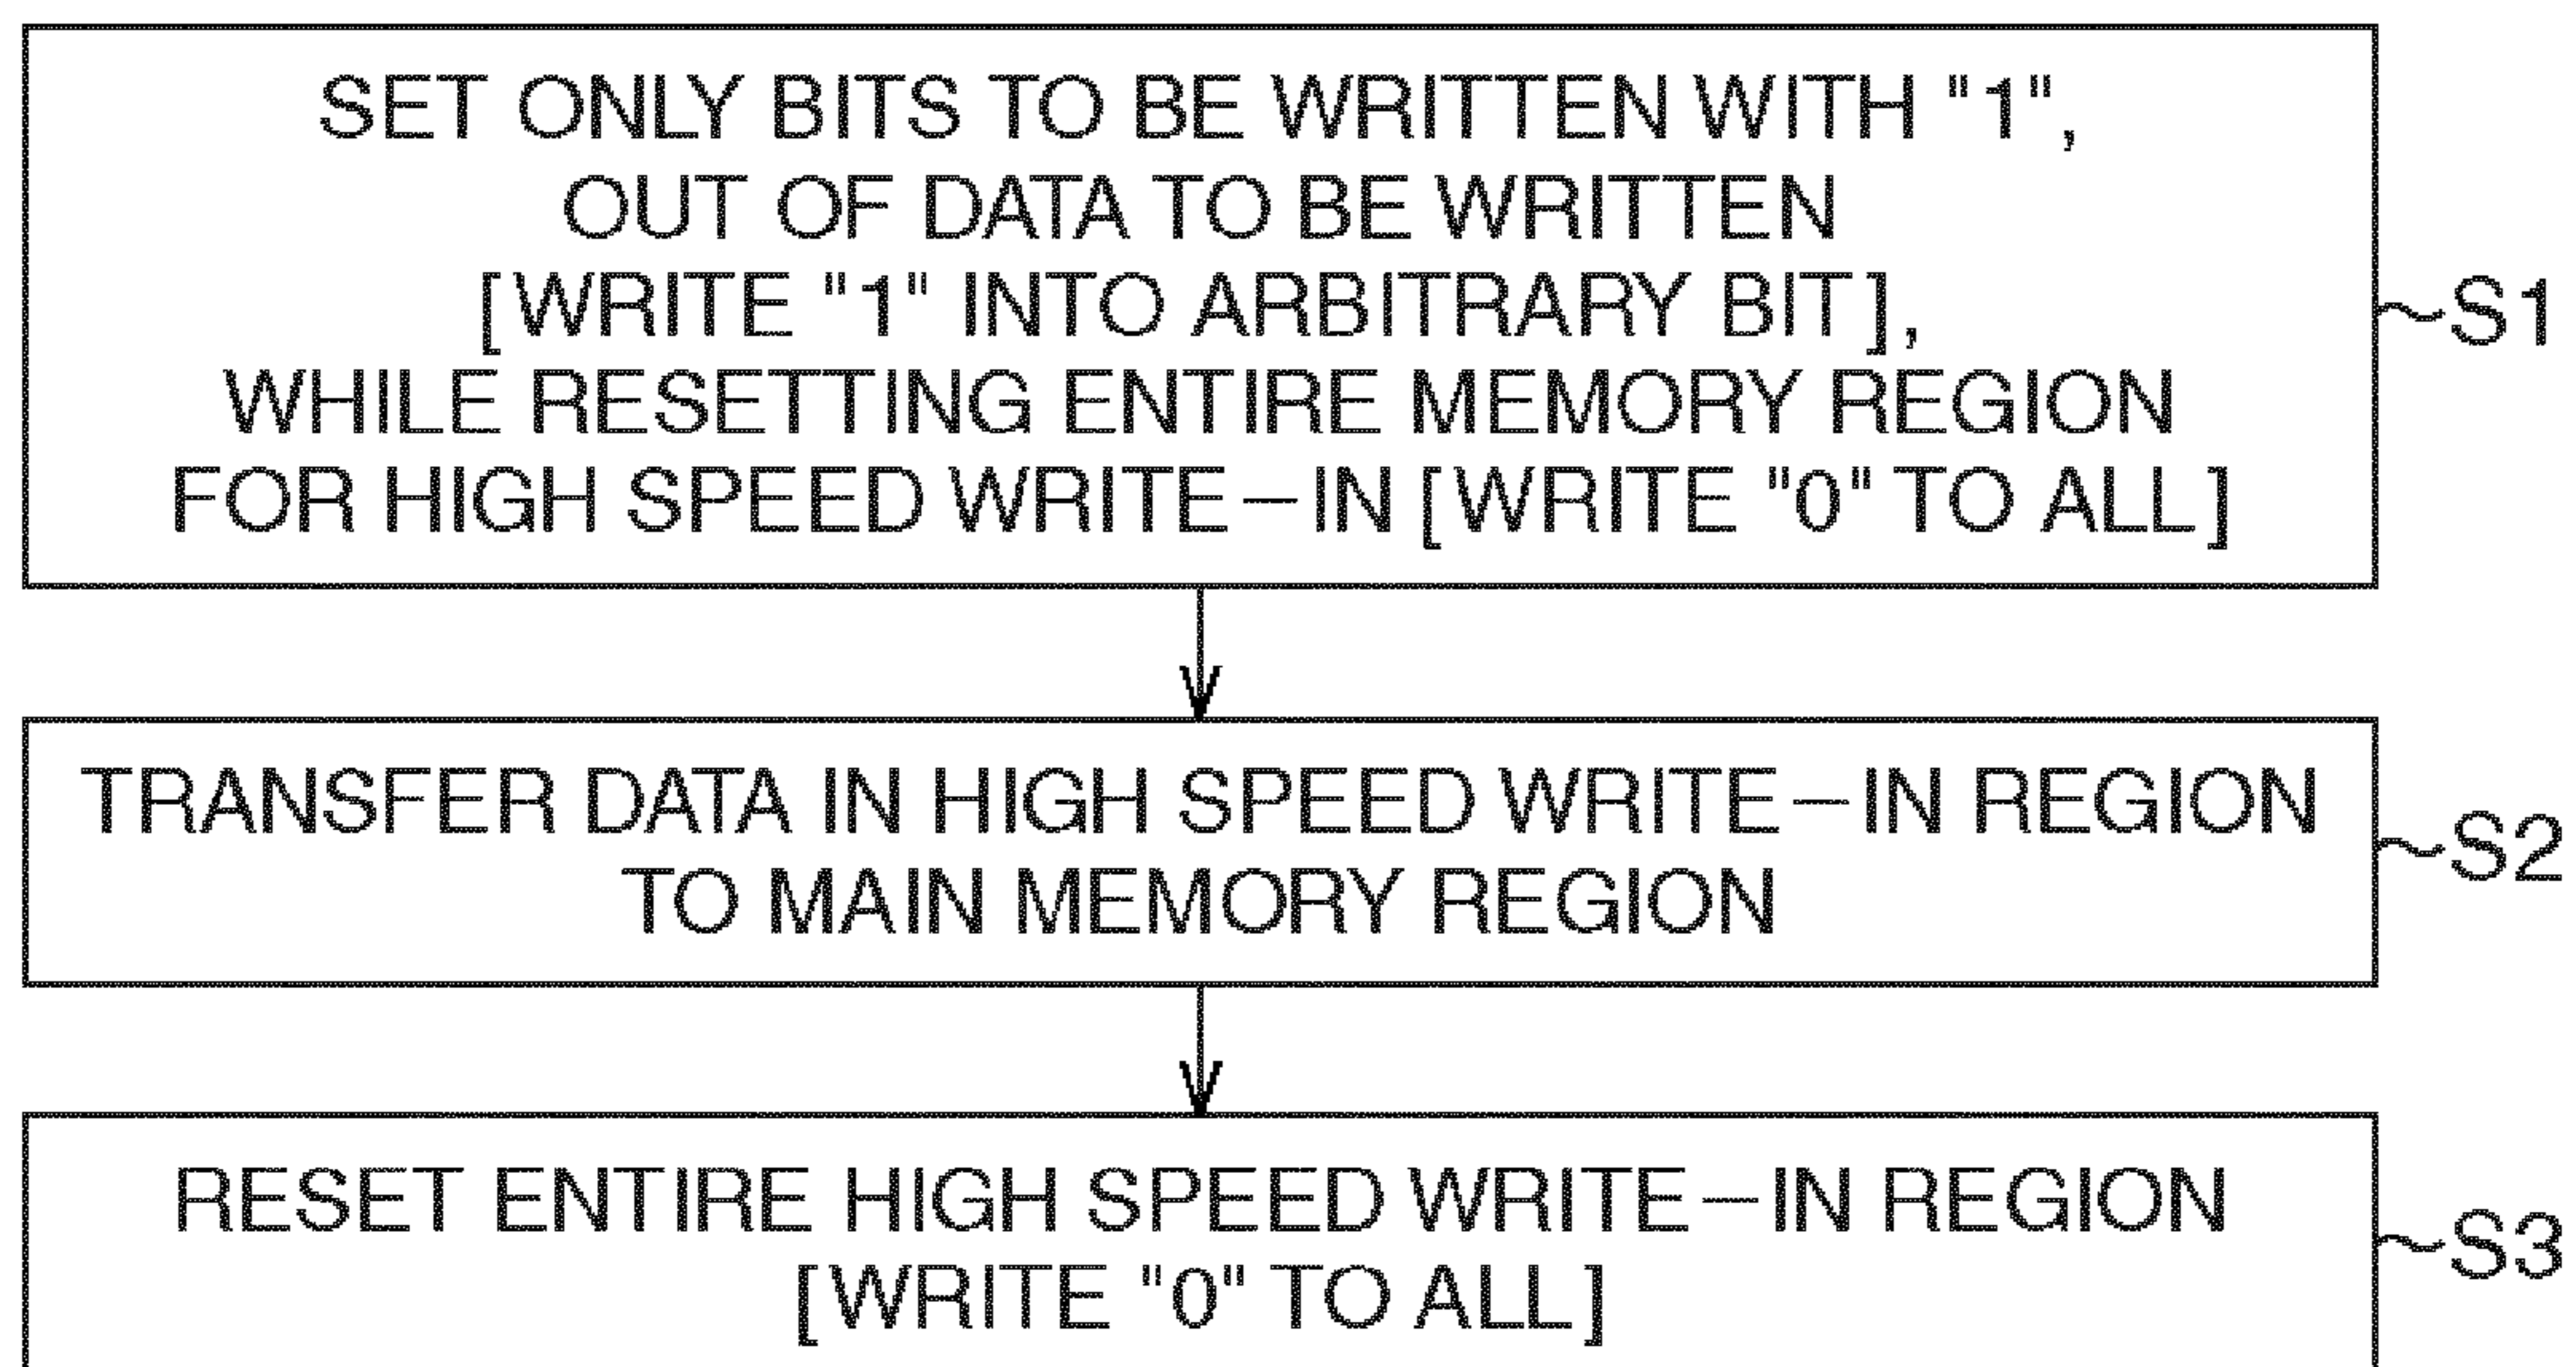 SET ONLY BITS TO BE WRITTEN WITH "1",
OUT OF DATA TO BE WRITTEN
[WRITE "1" INTO ARBITRARY BIT],
WHILE RESETTING ENTIRE MEMORY REGION
FOR HIGH SPEED WRITE-IN [WRITE "0" TO ALL]
~S1
TRANSFER DATA IN HIGH SPEED WRITE-IN REGION
TO MAIN MEMORY REGION
~S2
RESET ENTIRE HIGH SPEED WRITE-IN REGION
[WRITE "0" TO ALL]
~S3